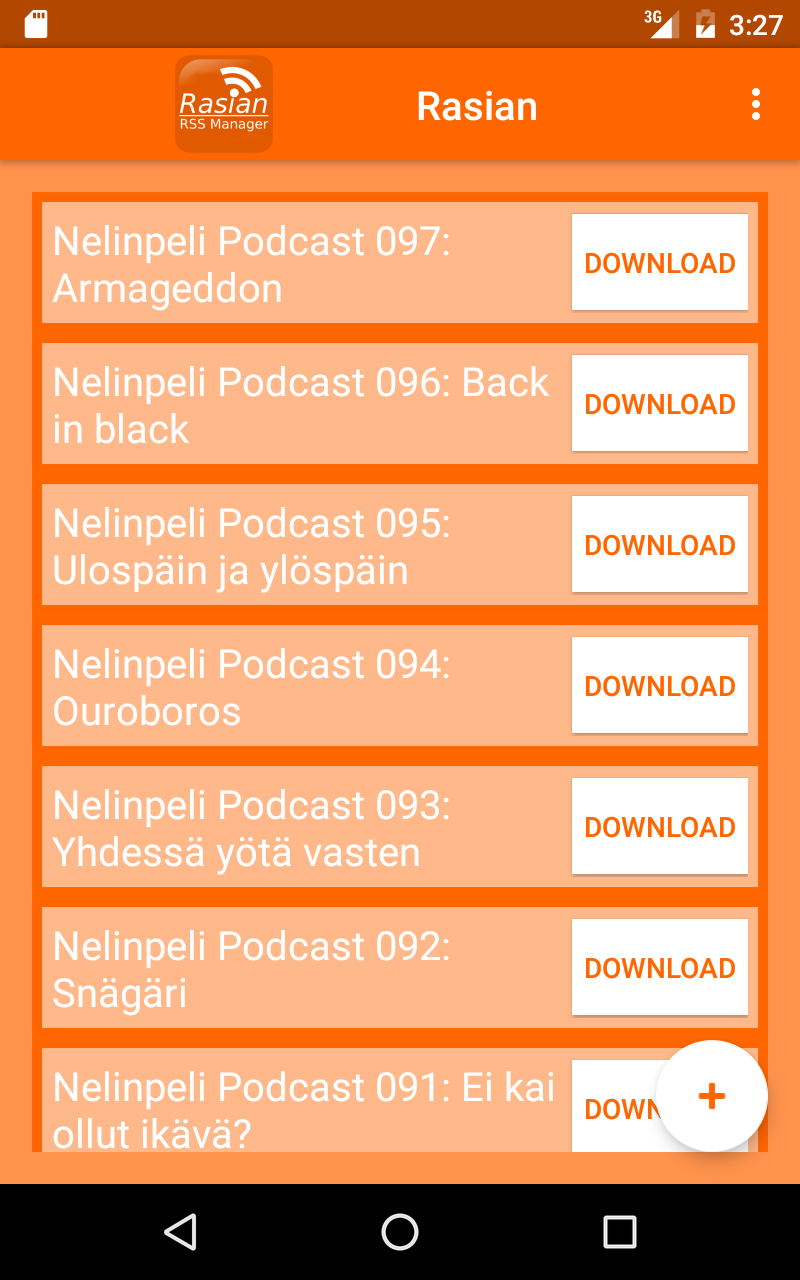 3G
3:27
Rasian
RSS Manager
Rasian
Nelinpeli Podcast 097:
Armageddon
DOWNLOAD
Nelinpeli Podcast 096: Back
in black
DOWNLOAD
Nelinpeli Podcast 095:
Ulospäin ja ylöspäin
DOWNLOAD
Nelinpeli Podcast 094:
Ouroboros
DOWNLOAD
Nelinpeli Podcast 093:
Yhdessä yötä vasten
DOWNLOAD
Nelinpeli Podcast 092:
Snägäri
DOWNLOAD
Nelinpeli Podcast 091: Ei kai
ollut ikävä?
DOWN
+